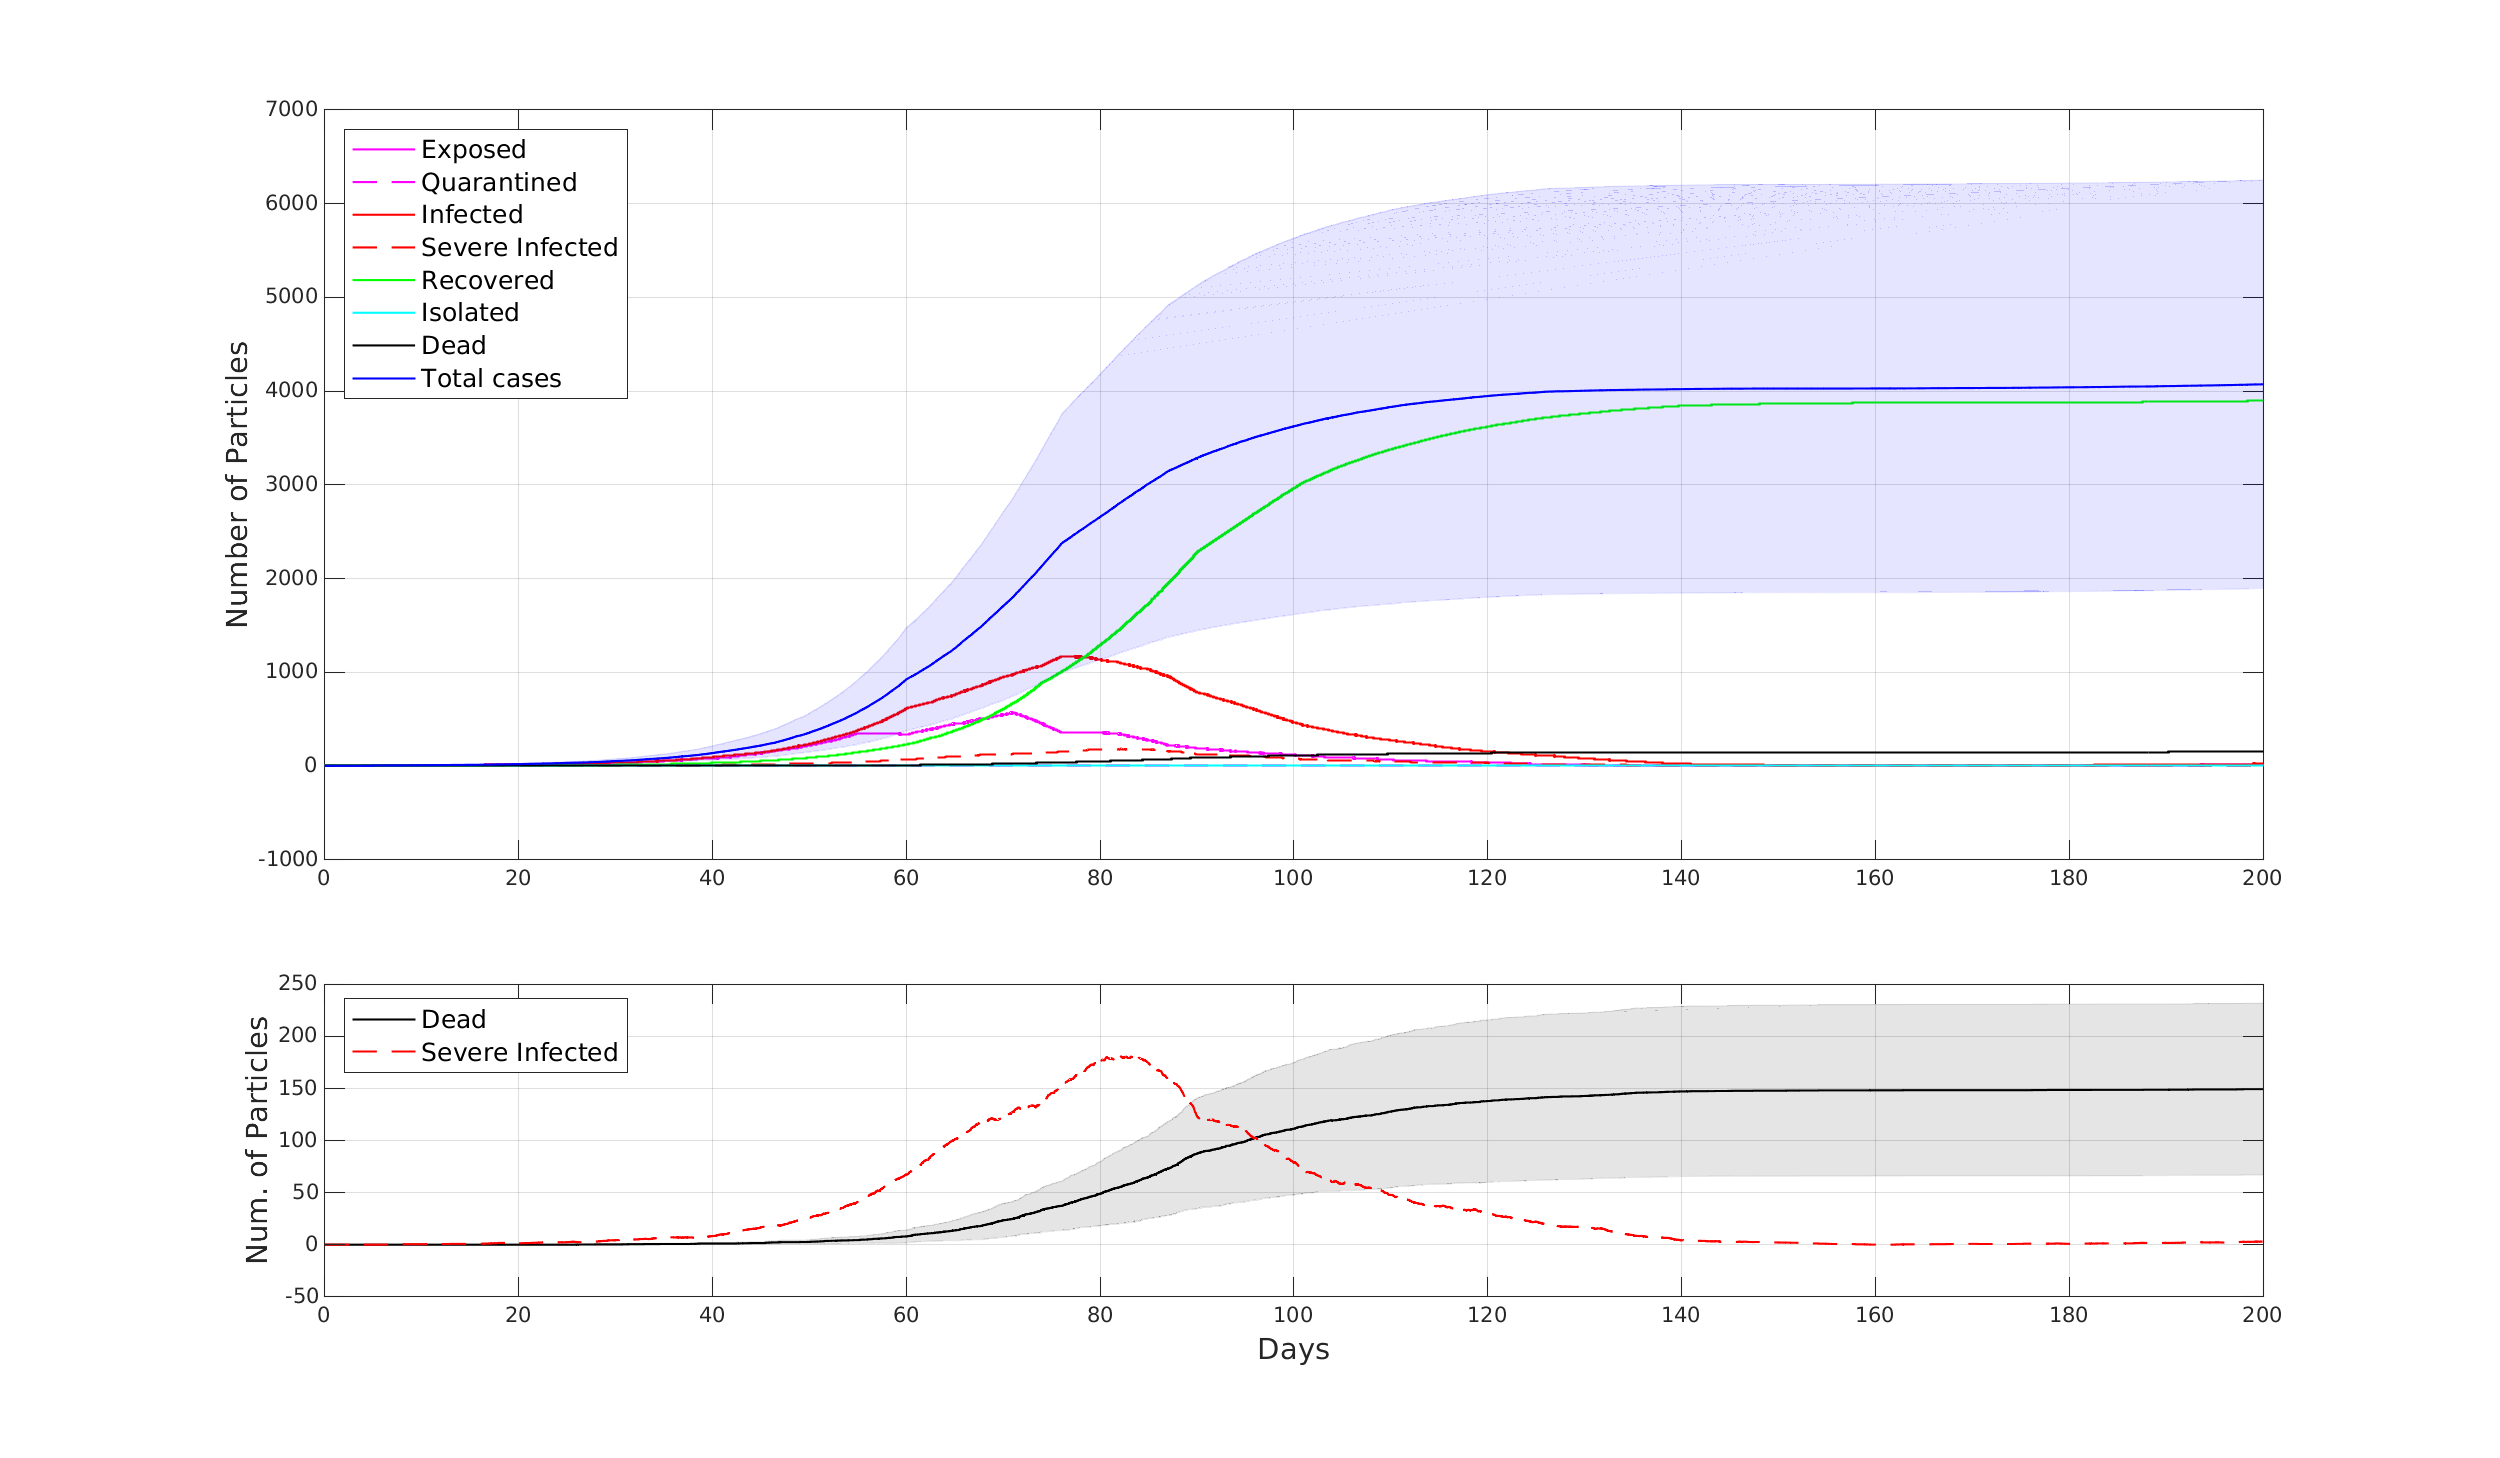 7000
6000
5000
4000
3000
2000
1000
0
-1000
Number of Particles
Exposed
Quarantined
Infected
Severe Infected
Recovered
Isolated
Dead
Total cases
0 20 40 60 80 100 120 140 160 180 200
250
200
150
100
50
0
-50
Num. of Particles
Dead
Severe Infected
0 20 40 60 80 100 120 140 160 180 200
Days